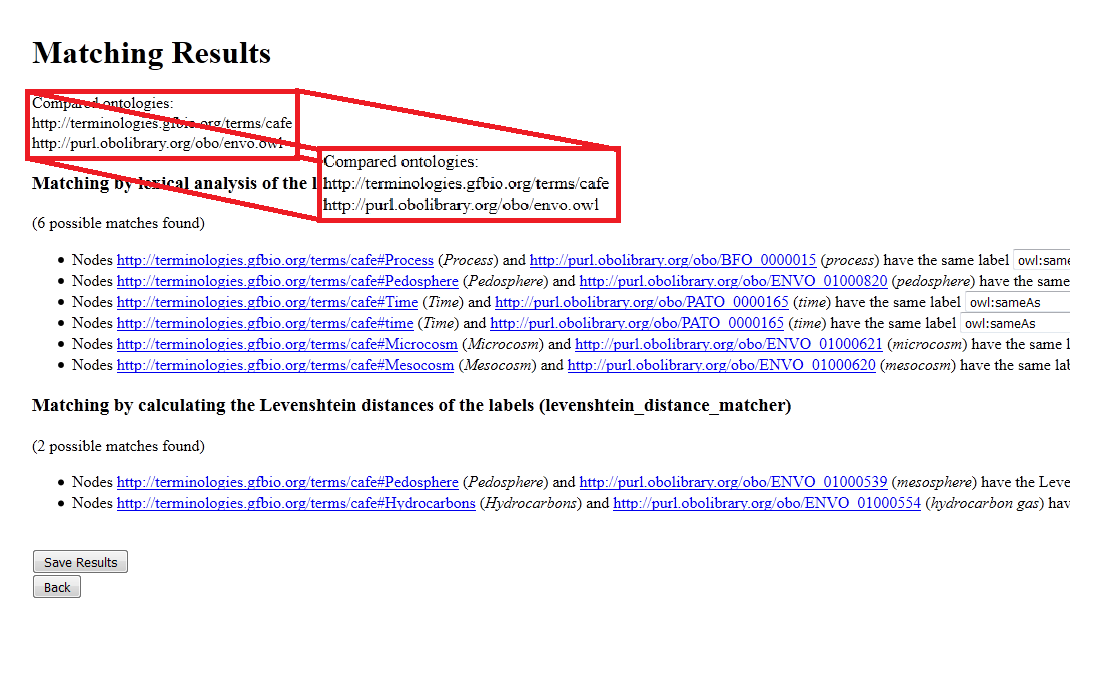 Matching Results
Compared ontologies:
http://terminologies.gfbio.org/terms/cafe
http://purl.obolibrary.org/obo/envo.owl
Compared ontologies:
http://terminologies.gfbio.org/terms/cafe
http://purl.obolibrary.org/obo/envo.owl
Matching by lexical analysis of the l
(6 possible matches found)
• Nodes http://terminologies.gfbio.org/terms/cafe#Process (Process) and http://purl.obolibrary.org/obo/BFO_0000015 (process) have the same label owl:same
• Nodes http://terminologies.gfbio.org/terms/cafe#Pedosphere (Pedosphere) and http://purl.obolibrary.org/obo/ENVO_01000820 (pedosphere) have the same
• Nodes http://terminologies.gfbio.org/terms/cafe#Time (Time) and http://purl.obolibrary.org/obo/PATO_0000165 (time) have the same label owl:sameAs
• Nodes http://terminologies.gfbio.org/terms/cafe#time (Time) and http://purl.obolibrary.org/obo/PATO_0000165 (time) have the same label owl:sameAs
• Nodes http://terminologies.gfbio.org/terms/cafe#Microcosm (Microcosm) and http://purl.obolibrary.org/obo/ENVO_01000621 (microcosm) have the same l
• Nodes http://terminologies.gfbio.org/terms/cafe#Mesocosm (Mesocosm) and http://purl.obolibrary.org/obo/ENVO_01000620 (mesocosm) have the same lab
Matching by calculating the Levenshtein distances of the labels (levenshtein_distance_matcher)
(2 possible matches found)
• Nodes http://terminologies.gfbio.org/terms/cafe#Pedosphere (Pedosphere) and http://purl.obolibrary.org/obo/ENVO_01000539 (mesosphere) have the Leve
• Nodes http://terminologies.gfbio.org/terms/cafe#Hydrocarbons (Hydrocarbons) and http://purl.obolibrary.org/obo/ENVO_01000554 (hydrocarbon gas) hav
Save Results
Back